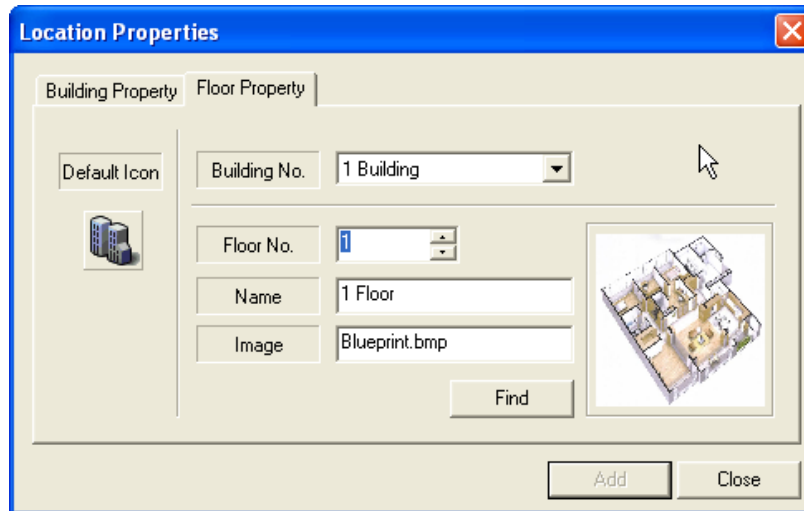 Location Properties
Building Property
Floor Property
Default Icon
Building No.
1 Building
Floor No.
1
Name
1 Floor
Image
Blueprint.bmp
Find
Add
Close